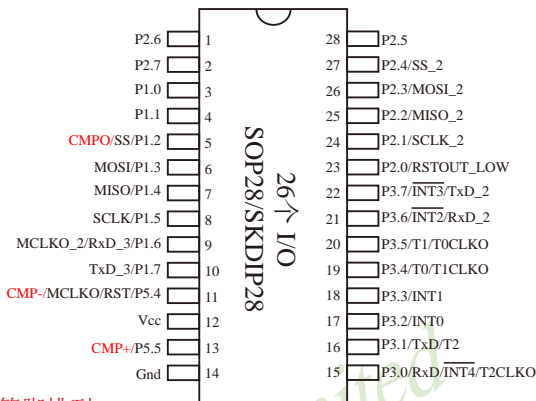 P2.6 1 28 P2.5
P2.7 2 27 P2.4/SS_2
P1.0 3 26 P2.3/MOSI_2
P1.1 4 25 P2.2/MISO_2
CMPO/SS/P1.2 5 24 P2.1/SCLK_2
MOSI/P1.3 6 23 P2.0/RSTOUT_LOW
MISO/P1.4 7 22 P3.7/INT3/TxD_2
SCLK/P1.5 8 21 P3.6/INT2/RxD_2
MCLKO_2/RxD_3/P1.6 9 20 P3.5/T1/T0CLKO
TxD_3/P1.7 10 19 P3.4/T0/T1CLKO
CMP-/MCLKO/RST/P5.4 11 18 P3.3/INT1
Vcc 12 17 P3.2/INT0
CMP+/P5.5 13 16 P3.1/TxD/T2
Gnd 14 15 P3.0/RxD/INT4/T2CLKO
26个 I/O
SOP28/SKDIP28